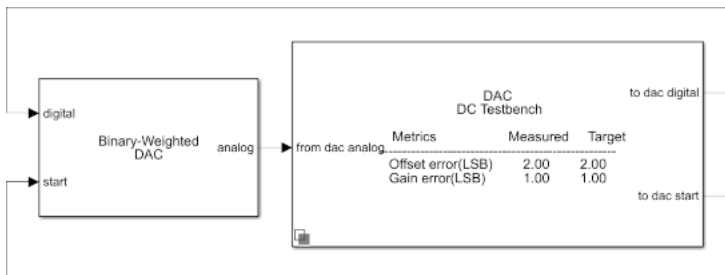 digital
Binary-Weighted
DAC
analog
start
from dac analog
DAC
DC Testbench
Metrics Measured Target
Offset error(LSB) 2.00 2.00
Gain error(LSB) 1.00 1.00
to dac digital
to dac start